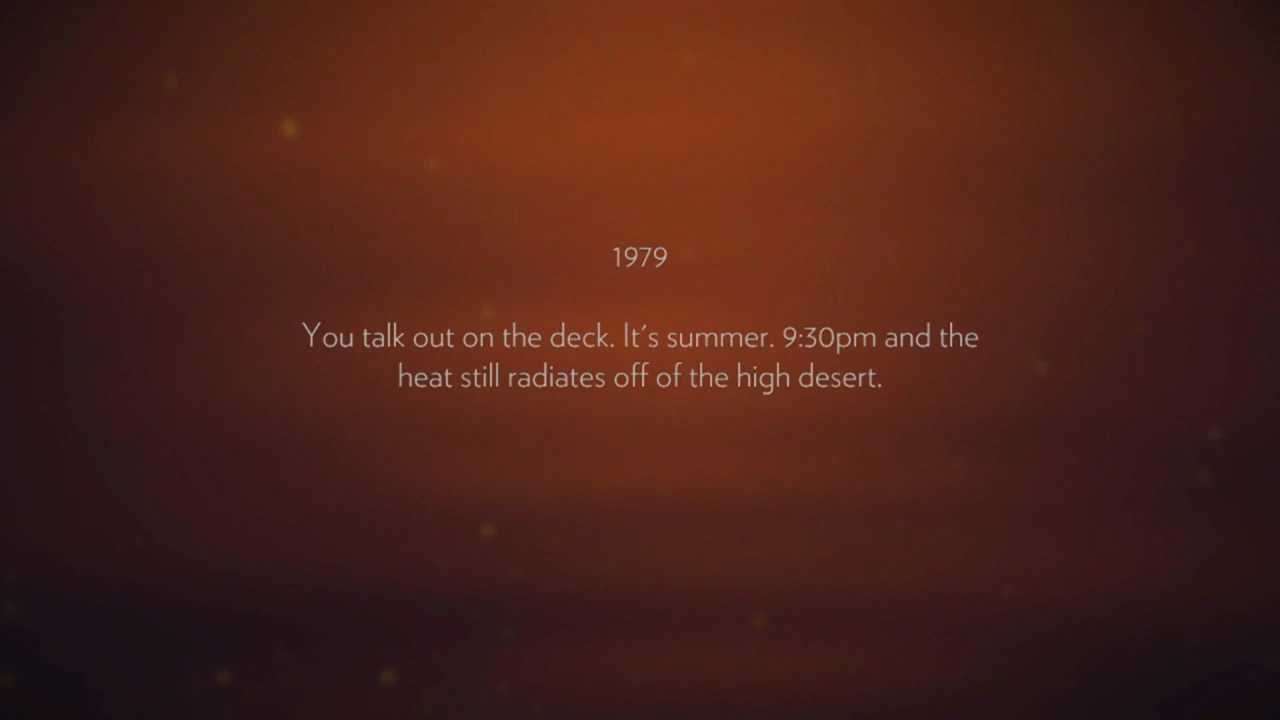 1979
You talk out on the deck. It's summer. 9:30pm and the
heat still radiates off of the high desert.